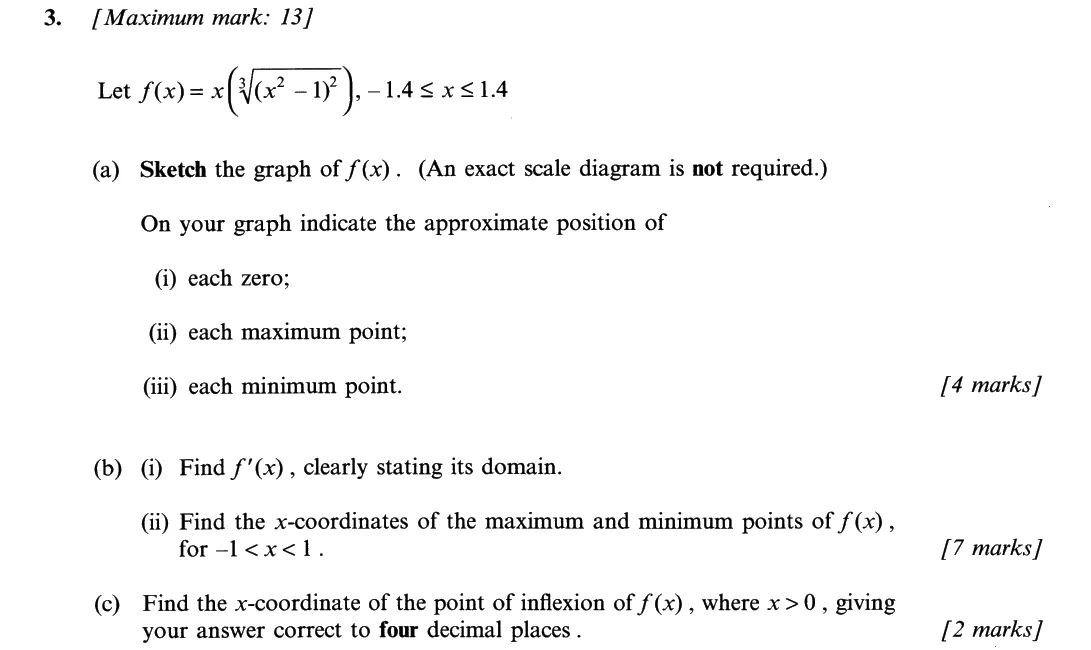 3. [Maximum mark: 13]
Let f(x) = x(∛(x² – 1)²), – 1.4 ≤ x ≤ 1.4
(a) Sketch the graph of f(x). (An exact scale diagram is not required.)
On your graph indicate the approximate position of
(i) each zero;
(ii) each maximum point;
(iii) each minimum point. [4 marks]
(b) (i) Find f′(x), clearly stating its domain.
(ii) Find the x-coordinates of the maximum and minimum points of f(x),
for –1 < x < 1. [7 marks]
(c) Find the x-coordinate of the point of inflexion of f(x), where x > 0, giving
your answer correct to four decimal places. [2 marks]